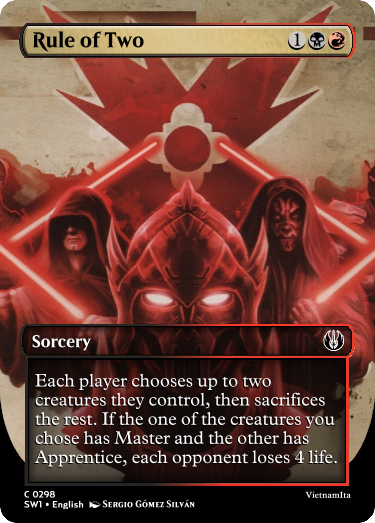 Rule of Two 1
Sorcery
Each player chooses up to two
creatures they control, then sacrifices
the rest. If the one of the creatures you
chose has Master and the other has
Apprentice, each opponent loses 4 life.
C 0298
SW1 • English Sergio Gómez Silván
VietnamIta